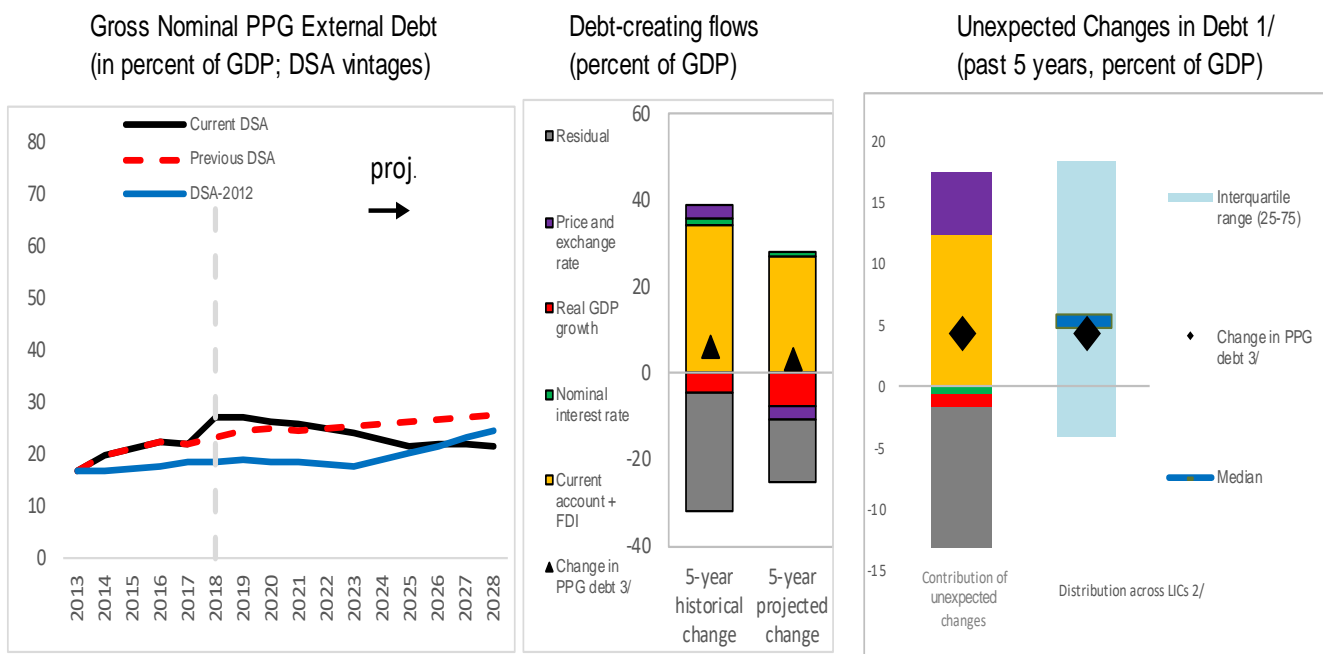 Gross Nominal PPG External Debt
(in percent of GDP; DSA vintages)
80
70
60
50
40
30
20
10
0
Current DSA
Previous DSA
DSA-2012
proj.
2013
2014
2015
2016
2017
2018
2019
2020
2021
2022
2023
2024
2025
2026
2027
2028
Debt-creating flows
(percent of GDP)
Residual
Price and
exchange
rate
Real GDP
growth
Nominal
interest rate
Current
account +
FDI
Change in
PPG debt 3/
60
40
20
0
-20
-40
5-year
historical
change
5-year
projected
change
Unexpected Changes in Debt 1/
(past 5 years, percent of GDP)
20
15
10
5
0
-5
-10
-15
Contribution of
unexpected
changes
Distribution across LICs 2/
Interquartile
range (25-75)
Change in PPG
debt 3/
Median